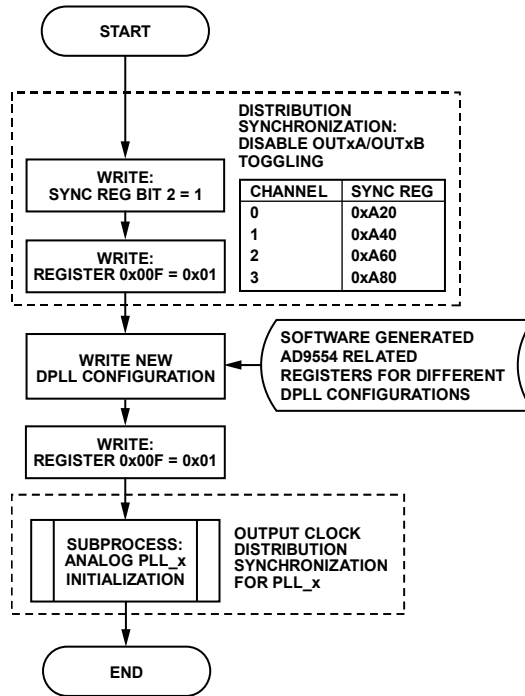 START
DISTRIBUTION
SYNCHRONIZATION:
DISABLE OUTxA/OUTxB
TOGGLING
WRITE:
SYNC REG BIT 2 = 1
CHANNEL SYNC REG
0 0xA20
1 0xA40
2 0xA60
3 0xA80
WRITE:
REGISTER 0x00F = 0x01
WRITE NEW
DPLL CONFIGURATION
SOFTWARE GENERATED
AD9554 RELATED
REGISTERS FOR DIFFERENT
DPLL CONFIGURATIONS
WRITE:
REGISTER 0x00F = 0x01
SUBPROCESS:
ANALOG PLL_x
INITIALIZATION
OUTPUT CLOCK
DISTRIBUTION
SYNCHRONIZATION
FOR PLL_x
END